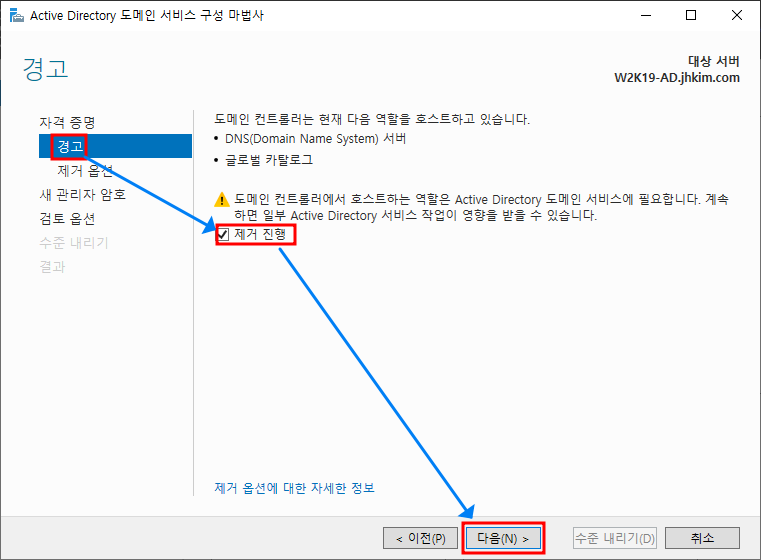 Active Directory 도메인 서비스 구성 마법사
경고
대상 서버
W2K19-AD.jhkim.com
자격 증명
경고
제거 옵션
새 관리자 암호
검토 옵션
수준 내리기
결과
도메인 컨트롤러는 현재 다음 역할을 호스트하고 있습니다.
• DNS(Domain Name System) 서버
• 글로벌 카탈로그
도메인 컨트롤러에서 호스트하는 역할은 Active Directory 도메인 서비스에 필요합니다. 계속
하면 일부 Active Directory 서비스 작업이 영향을 받을 수 있습니다.
제거 진행
제거 옵션에 대한 자세한 정보
< 이전(P)
다음(N) >
수준 내리기(D)
취소